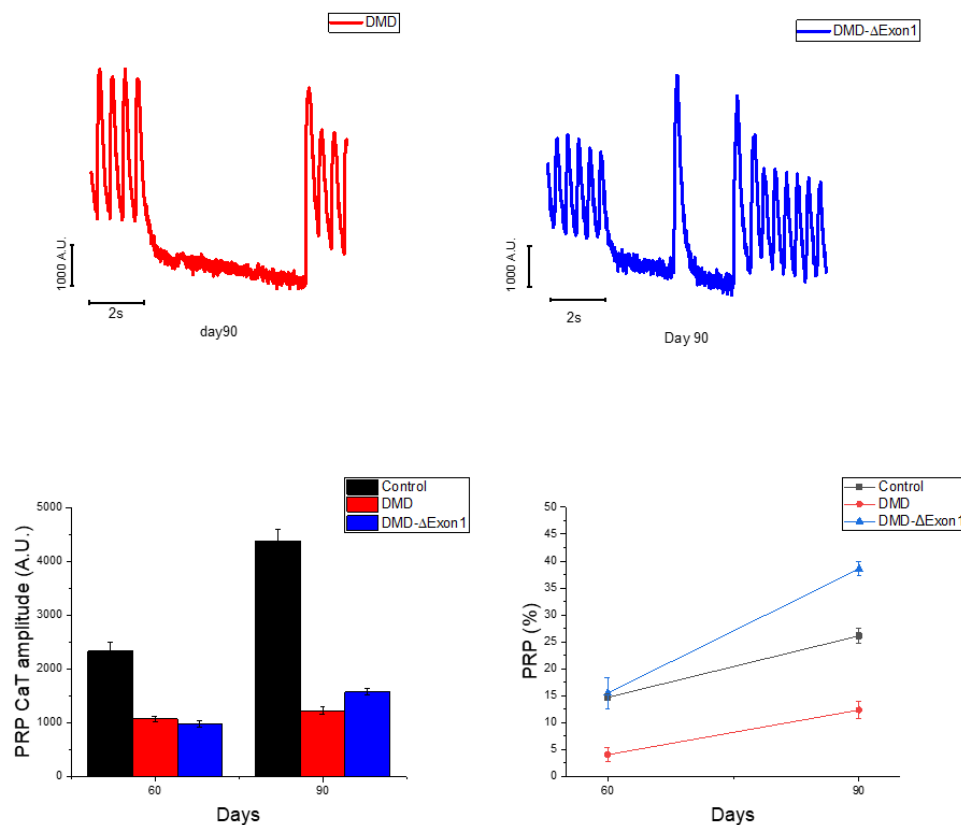 DMD
1000 A.U.
2s
day90
DMD-ΔExon1
1000 A.U.
2s
Day 90
Control
DMD
DMD-ΔExon1
PRP CaT amplitude (A.U.)
5000
4000
3000
2000
1000
0
60
90
Days
Control
DMD
DMD-ΔExon1
PRP (%)
50
45
40
35
30
25
20
15
10
5
0
60
90
Days